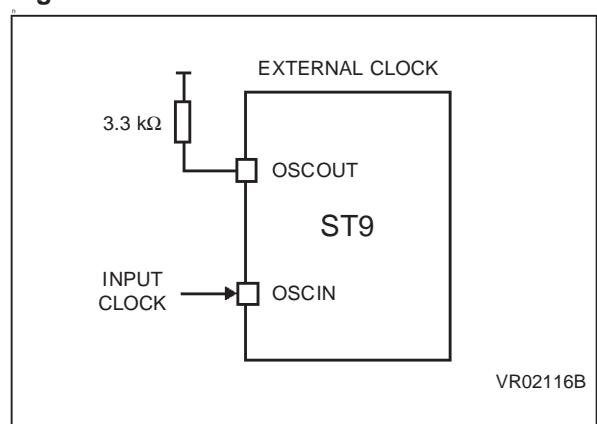 EXTERNAL CLOCK
3.3 kΩ
OSCOUT
ST9
INPUT
CLOCK
OSCIN
VR02116B